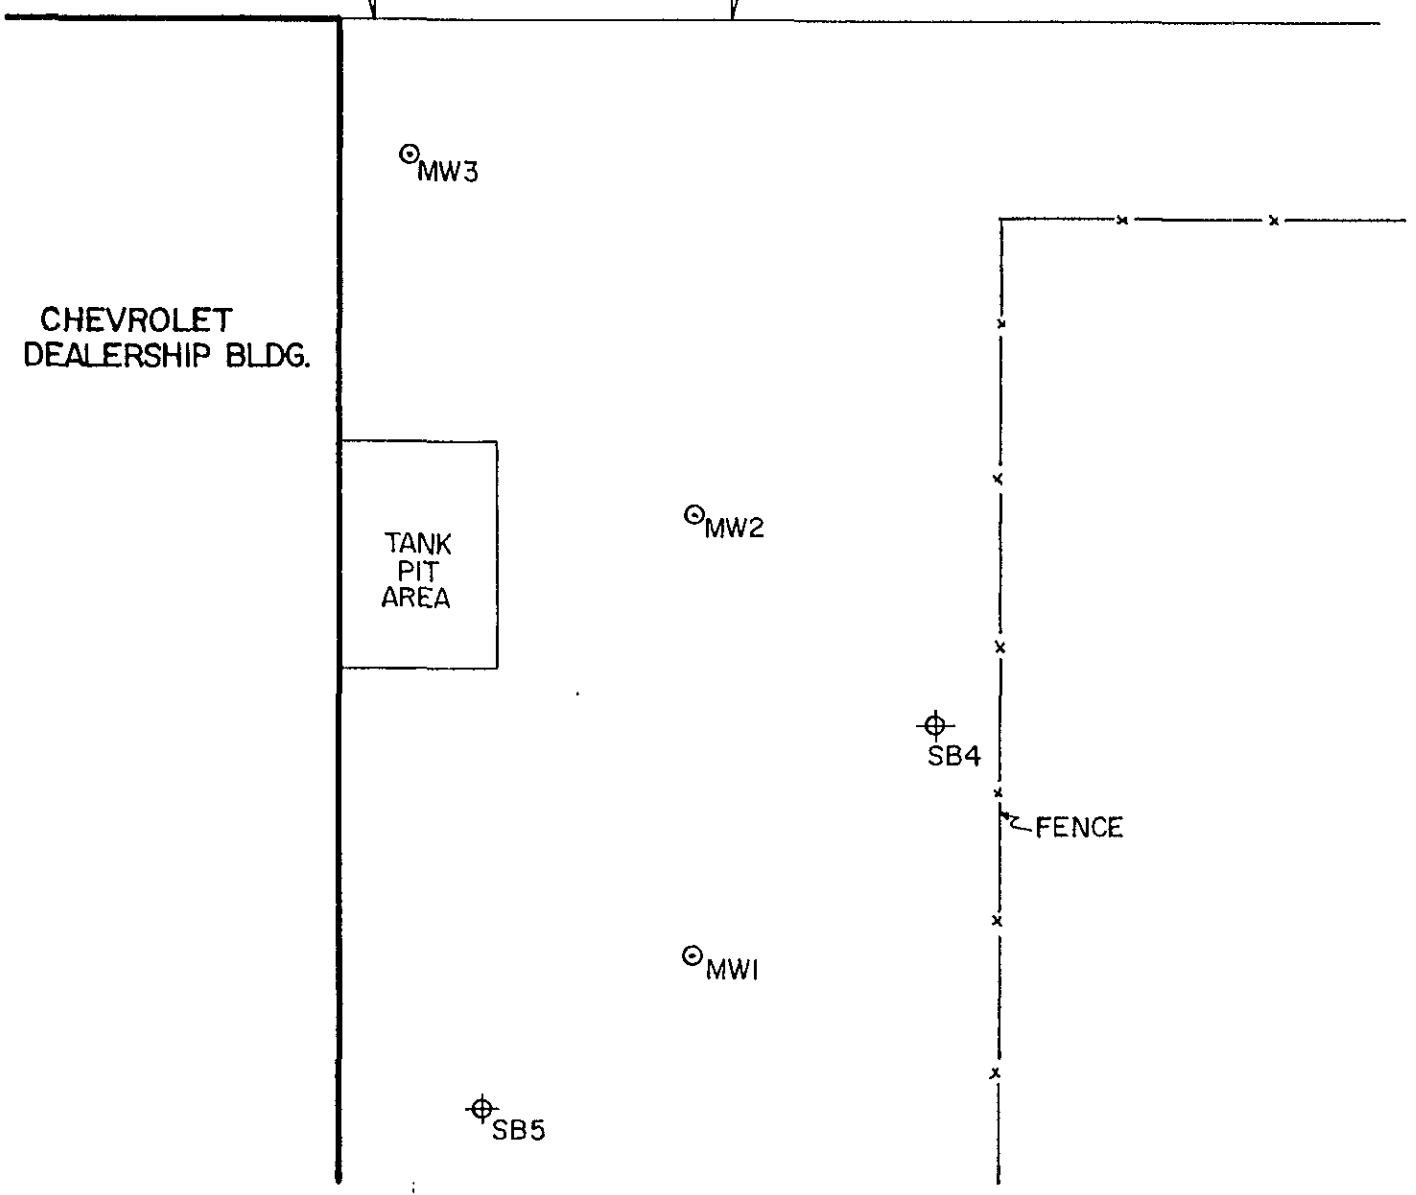 MW3
CHEVROLET
DEALERSHIP BLDG.
MW2
TANK
PIT
AREA
SB4
FENCE
MW1
SB5